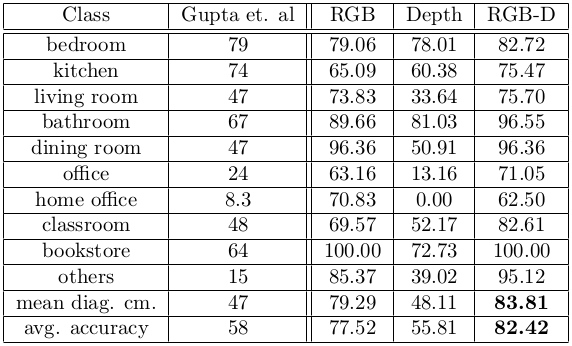 Class Gupta et. al RGB Depth RGB-D
bedroom 79 79.06 78.01 82.72
kitchen 74 65.09 60.38 75.47
living room 47 73.83 33.64 75.70
bathroom 67 89.66 81.03 96.55
dining room 47 96.36 50.91 96.36
office 24 63.16 13.16 71.05
home office 8.3 70.83 0.00 62.50
classroom 48 69.57 52.17 82.61
bookstore 64 100.00 72.73 100.00
others 15 85.37 39.02 95.12
mean diag. cm. 47 79.29 48.11 83.81
avg. accuracy 58 77.52 55.81 82.42